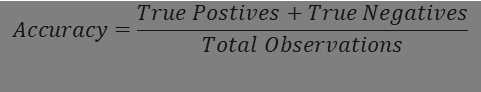 Accuracy = True Postives + True Negatives
Total Observations